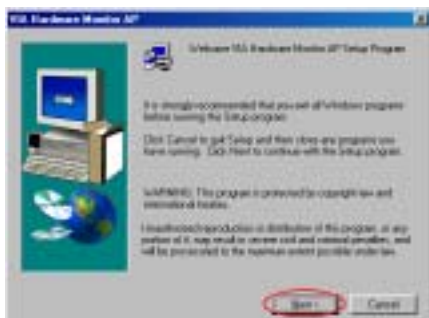 VIA Hardware Monitor AP
Welcome VIA Hardware Monitor AP Setup Program
It is strongly recommended that you exit all Windows programs
before running this Setup program.
Click Cancel to quit Setup and then close any programs you
have running. Click Next to continue with the Setup program.
WARNING: This program is protected by copyright law and
international treaties.
Unauthorized reproduction or distribution of this program, or any
portion of it, may result in severe civil and criminal penalties, and
will be prosecuted to the maximum extent possible under law.
Next >
Cancel